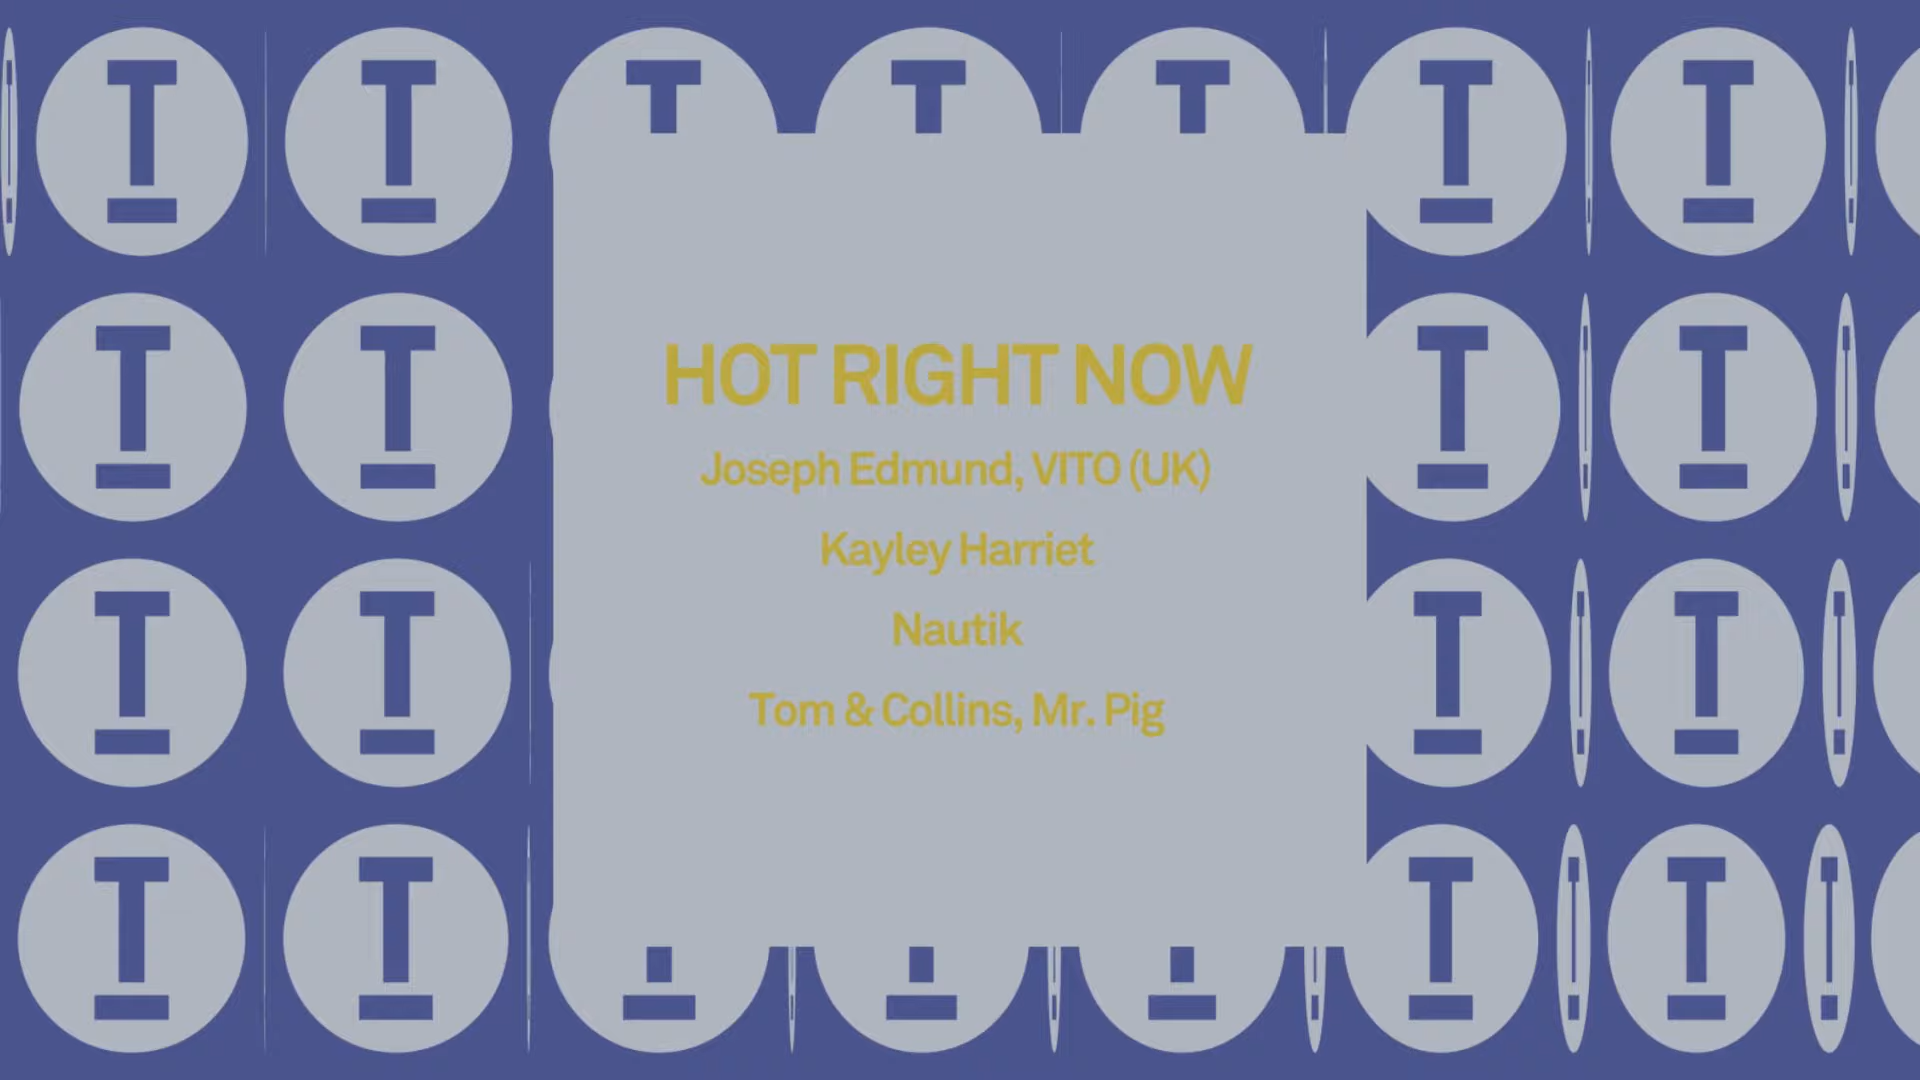 HOT RIGHT NOW
Joseph Edmund, VITO (UK)
Kayley Harriet
Nautik
Tom & Collins, Mr. Pig